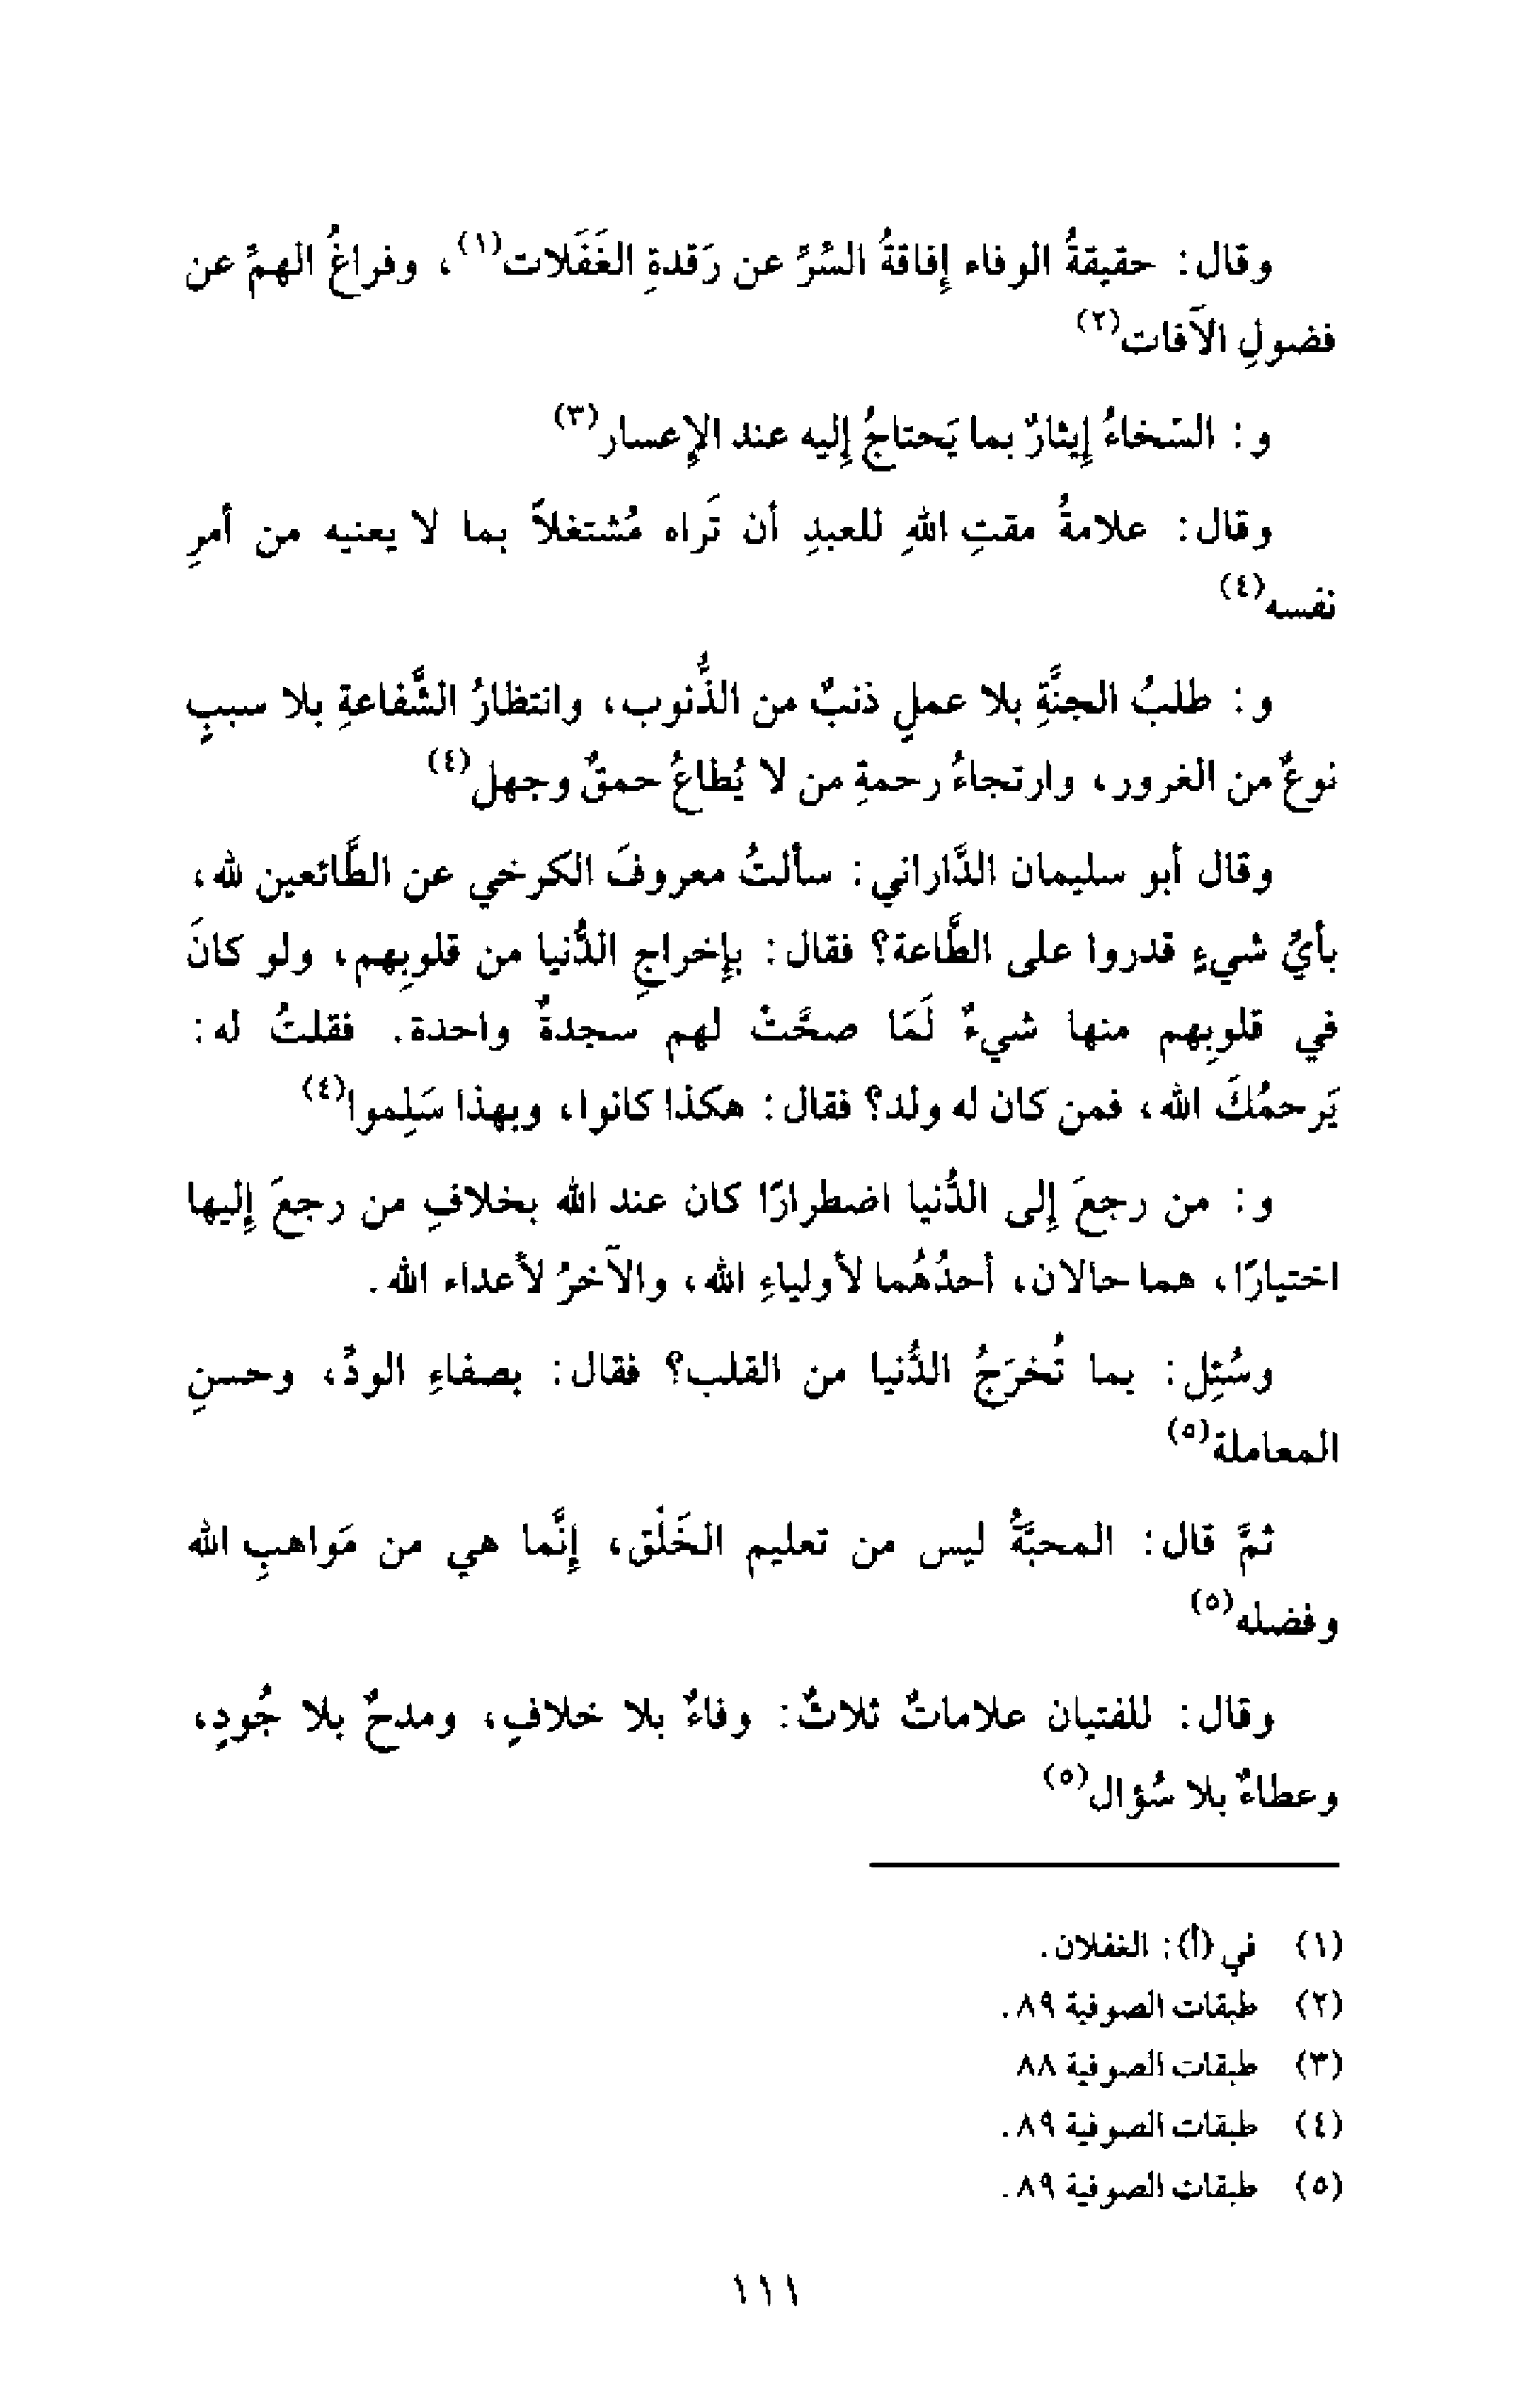 وقال: حقيقةُ الوفاء إفاقةُ السِّرِّ عن رَقدةِ الغَفَلات(١)، وفراغُ الهمِّ عن
فضولِ الآفات(٢)
و: السّخاءُ إيثارٌ بما يَحتاجُ إليه عند الإعسار(٣)
وقال: علامةُ مقتِ اللهِ للعبدِ أن تَراه مُشتغلاً بما لا يعنيه من أمرِ
نفسه(٤)
و: طلبُ الجنَّةِ بلا عملٍ ذنبٌ من الذُّنوب، وانتظارُ الشَّفاعةِ بلا سببٍ
نوعٌ من الغرور، وارتجاءُ رحمةِ من لا يُطاعُ حمقٌ وجهل(٤)
وقال أبو سليمان الدَّاراني: سألتُ معروفَ الكرخي عن الطَّائعين لله،
بأيِّ شيءٍ قدروا على الطَّاعة؟ فقال: بإخراجِ الدُّنيا من قلوبِهم، ولو كانَ
في قلوبِهم منها شيءٌ لَمَا صحَّتْ لهم سجدةٌ واحدة. فقلتُ له:
يَرحمُكَ الله، فمن كان له ولد؟ فقال: هكذا كانوا، وبهذا سَلِموا(٤)
و: من رجعَ إلى الدُّنيا اضطرارًا كان عند الله بخلافِ من رجعَ إليها
اختيارًا، هما حالان، أحدُهُما لأولياءِ الله، والآخرُ لأعداء الله.
وسُئِل: بما تُخرَجُ الدُّنيا من القلب؟ فقال: بصفاءِ الودِّ، وحسنِ
المعاملة(٥)
ثمَّ قال: المحبَّةُ ليس من تعليم الخَلْق، إنَّما هي من مَواهبِ الله
وفضله(٥)
وقال: للفتيان علاماتٌ ثلاثٌ: وفاءٌ بلا خلافٍ، ومدحٌ بلا جُودٍ،
وعطاءٌ بلا سُؤال(٥)
(١) في (أ): الغفلان.
(٢) طبقات الصوفية ٨٩.
(٣) طبقات الصوفية ٨٨
(٤) طبقات الصوفية ٨٩.
(٥) طبقات الصوفية ٨٩.
١١١